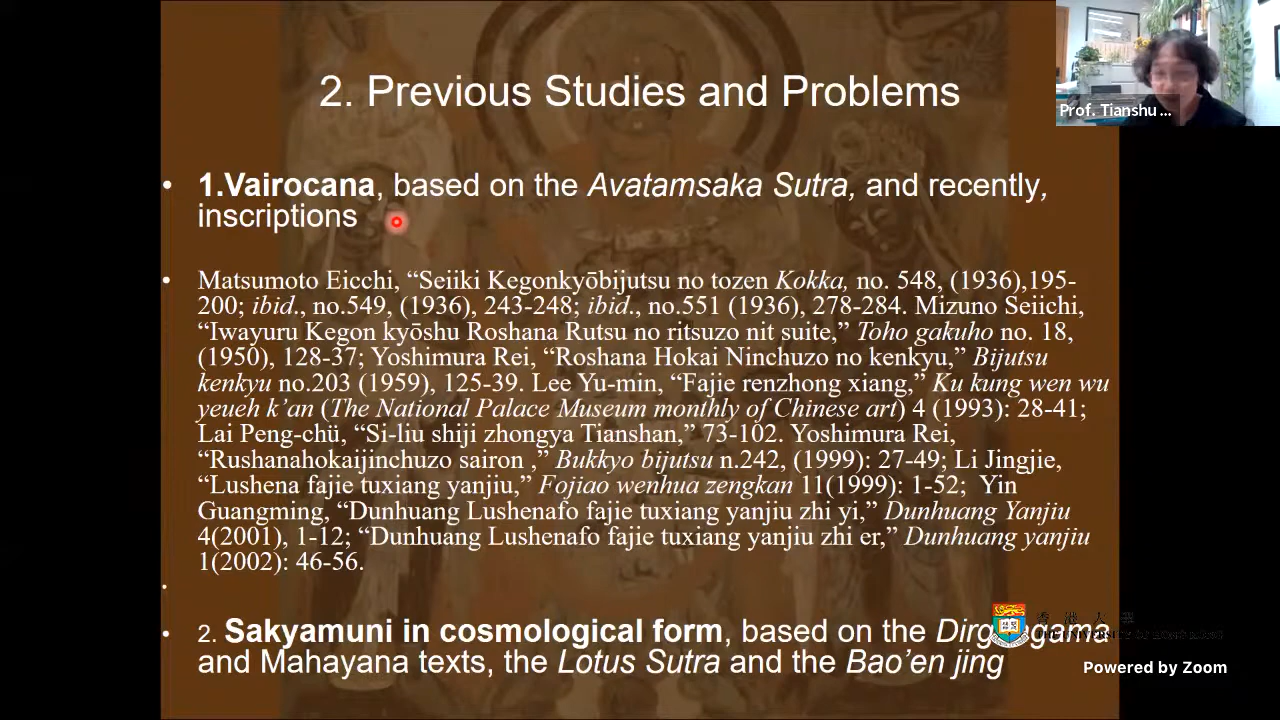 2. Previous Studies and Problems
Prof. Tianshu ...
• 1.Vairocana, based on the Avatamsaka Sutra, and recently,
inscriptions
• Matsumoto Eicchi, “Seiiki Kegonkyōbijutsu no tozen Kokka, no. 548, (1936),195-
200; ibid., no.549, (1936), 243-248; ibid., no.551 (1936), 278-284. Mizuno Seiichi,
“Iwayuru Kegon kyōshu Roshana Rutsu no ritsuzo nit suite,” Toho gakuho no. 18,
(1950), 128-37; Yoshimura Rei, “Roshana Hokai Ninchuzo no kenkyu,” Bijutsu
kenkyu no.203 (1959), 125-39. Lee Yu-min, “Fajie renzhong xiang,” Ku kung wen wu
yeueh k’an (The National Palace Museum monthly of Chinese art) 4 (1993): 28-41;
Lai Peng-chü, “Si-liu shiji zhongya Tianshan,” 73-102. Yoshimura Rei,
“Rushanahokaijinchuzo sairon ,” Bukkyo bijutsu n.242, (1999): 27-49; Li Jingjie,
“Lushena fajie tuxiang yanjiu,” Fojiao wenhua zengkan 11(1999): 1-52; Yin
Guangming, “Dunhuang Lushenafo fajie tuxiang yanjiu zhi yi,” Dunhuang Yanjiu
4(2001), 1-12; “Dunhuang Lushenafo fajie tuxiang yanjiu zhi er,” Dunhuang yanjiu
1(2002): 46-56.
•
• 2. Sakyamuni in cosmological form, based on the
and Mahayana texts, the Lotus Sutra and the Bao’en jing
香港大學
Powered by Zoom